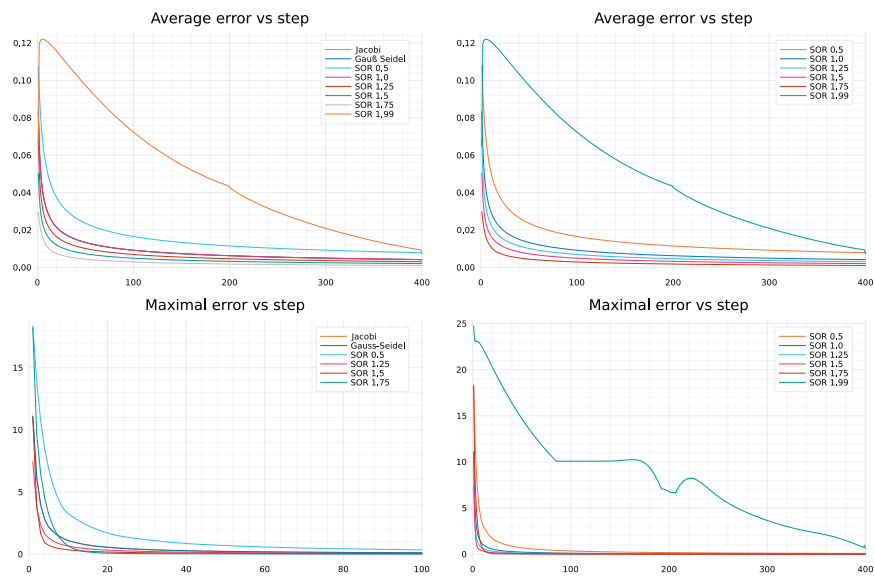 Average error vs step
0,12
0,10
0,08
0,06
0,04
0,02
0,00
0
100
200
300
400
Jacobi
Gauß Seidel
SOR 0,5
SOR 1,0
SOR 1,25
SOR 1,5
SOR 1,75
SOR 1,99
Average error vs step
0,12
0,10
0,08
0,06
0,04
0,02
0,00
0
100
200
300
400
SOR 0,5
SOR 1,0
SOR 1,25
SOR 1,5
SOR 1,75
SOR 1,99
Maximal error vs step
15
10
5
0
0
20
40
60
80
100
Jacobi
Gauss-Seidel
SOR 0.5
SOR 1.25
SOR 1,5
SOR 1,75
Maximal error vs step
25
20
15
10
5
0
0
100
200
300
400
SOR 0.5
SOR 1.0
SOR 1.25
SOR 1.5
SOR 1.75
SOR 1,99